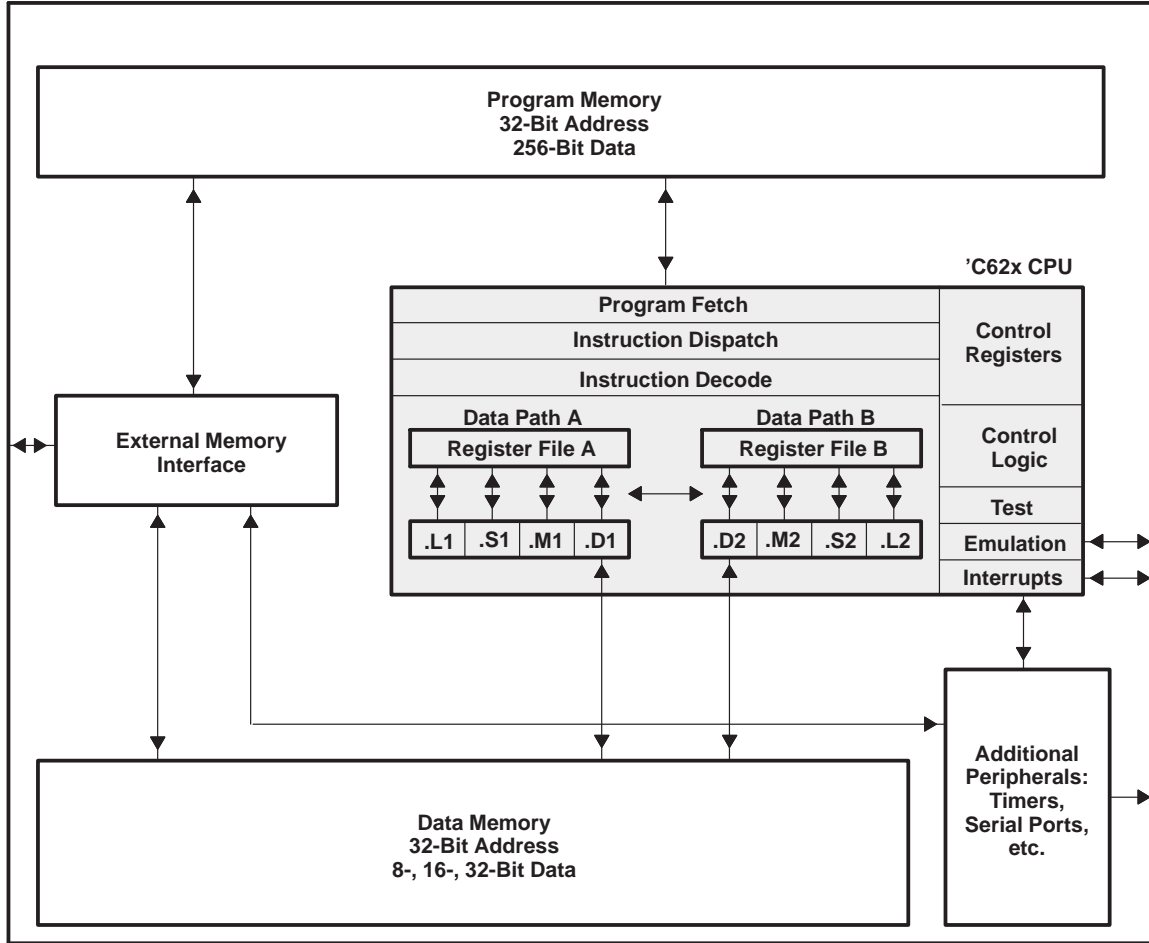 Program Memory
32-Bit Address
256-Bit Data
’C62x CPU
Program Fetch
Instruction Dispatch
Instruction Decode
Control
Registers
Data Path A
Data Path B
Register File A
Register File B
.L1 .S1 .M1 .D1
.D2 .M2 .S2 .L2
Control
Logic
Test
Emulation
Interrupts
External Memory
Interface
Additional
Peripherals:
Timers,
Serial Ports,
etc.
Data Memory
32-Bit Address
8-, 16-, 32-Bit Data